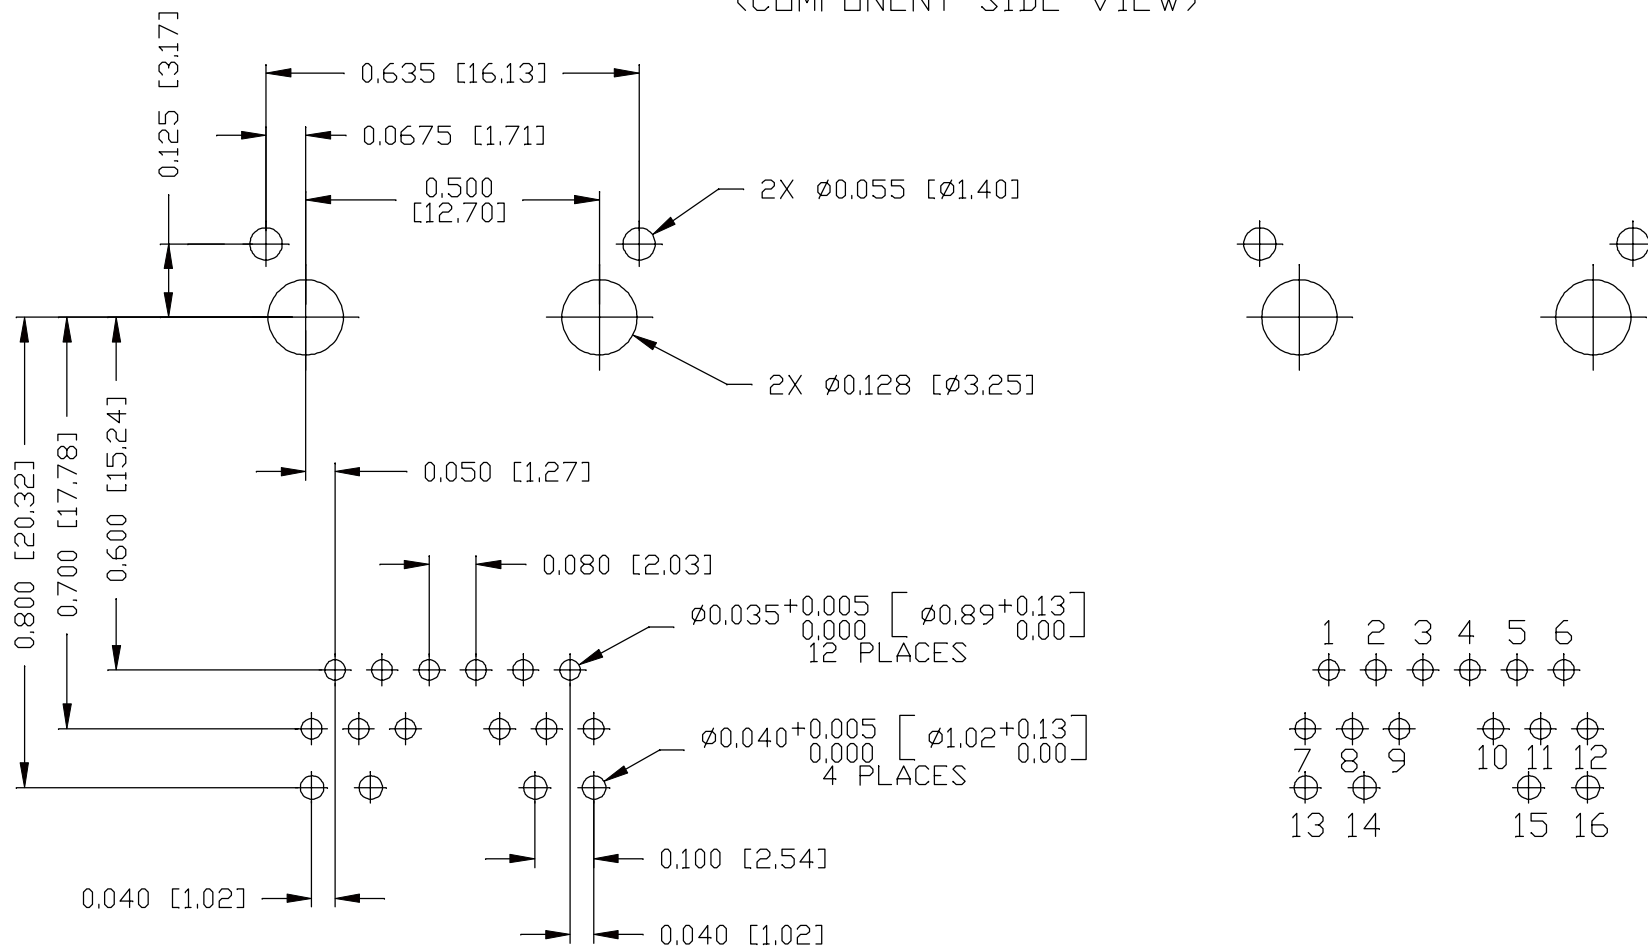 (COMPONENT SIDE VIEW)
0.125 [3.17]
0.635 [16.13]
0.0675 [1.71]
0.500
[12.70]
2X Ø0.055 [Ø1.40]
2X Ø0.128 [Ø3.25]
0.800 [20.32]
0.700 [17.78]
0.600 [15.24]
0.050 [1.27]
0.080 [2.03]
Ø0.035+0.005 [Ø0.89+0.13]
0.000 0.00
12 PLACES
Ø0.040+0.005 [Ø1.02+0.13]
0.000 0.00
4 PLACES
0.100 [2.54]
0.040 [1.02]
0.040 [1.02]
1 2 3 4 5 6
7 8 9 10 11 12
13 14 15 16